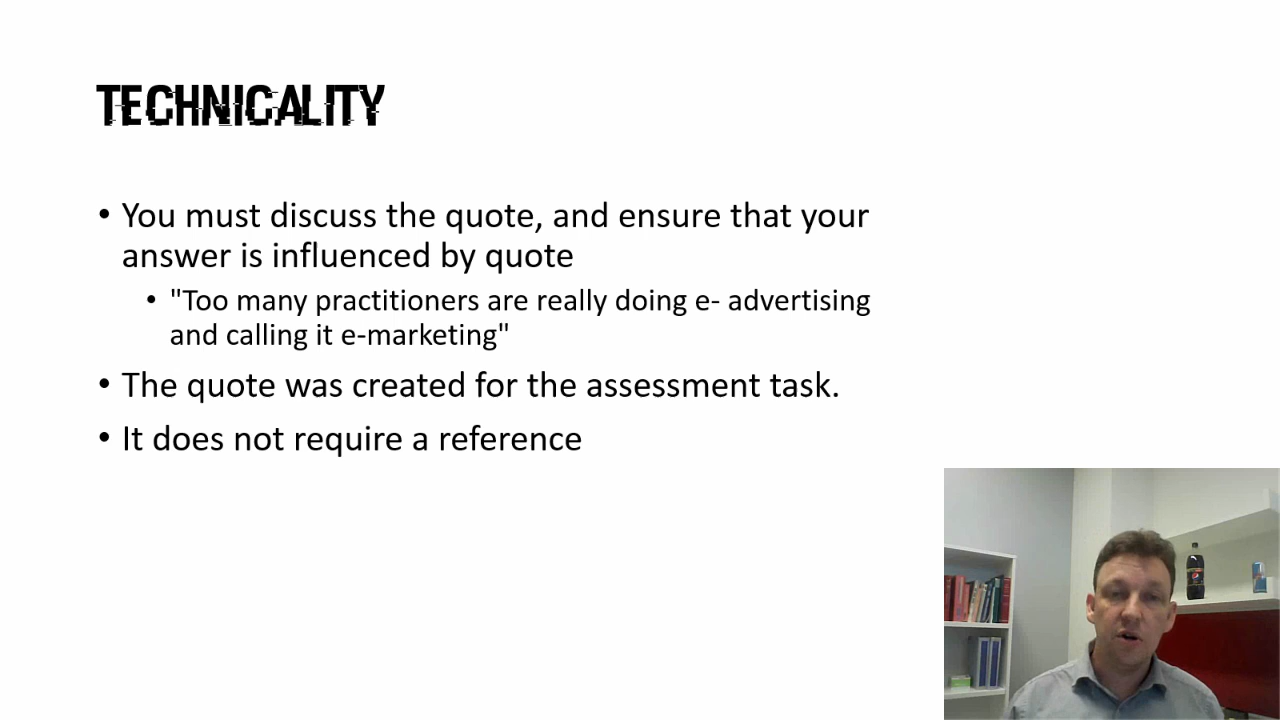 TECHNICALITY
• You must discuss the quote, and ensure that your
answer is influenced by quote
• "Too many practitioners are really doing e- advertising
and calling it e-marketing"
• The quote was created for the assessment task.
• It does not require a reference